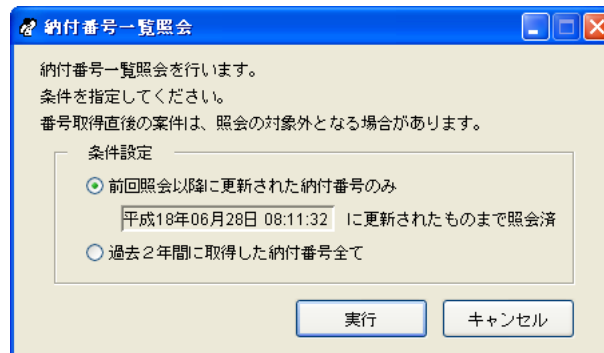 納付番号一覧照会
納付番号一覧照会を行います。
条件を指定してください。
番号取得直後の案件は、照会の対象外となる場合があります。
条件設定
前回照会以降に更新された納付番号のみ
平成18年06月28日 08:11:32 に更新されたものまで照会済
過去２年間に取得した納付番号全て
実行 キャンセル